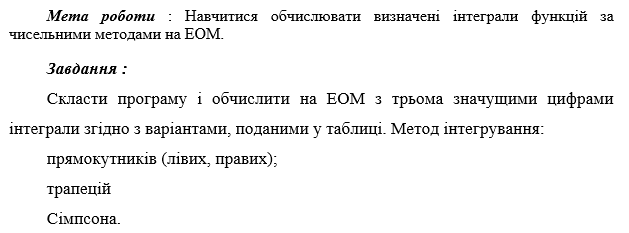 Мета роботи : Навчитися обчислювати визначені інтеграли функцій за
чисельними методами на ЕОМ.
Завдання :
Скласти програму і обчислити на ЕОМ з трьома значущими цифрами
інтеграли згідно з варіантами, поданими у таблиці. Метод інтегрування:
прямокутників (лівих, правих);
трапецій
Сімпсона.